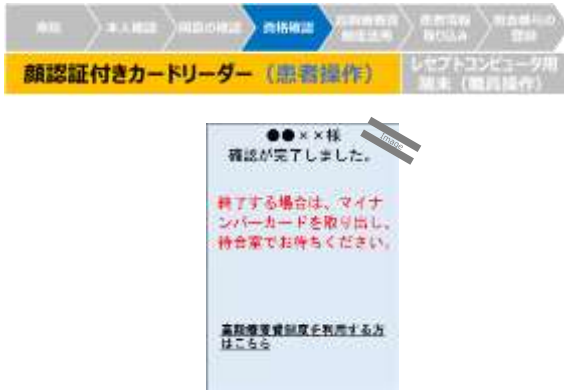 本人確認
資格確認
顔認証付きカードリーダー（患者操作）
レセプトコンピュータ用
端末（職員操作）
●●××様
確認が完了しました。
Image
終了する場合は、マイナ
ンバーカードを取り出し、
待合室でお待ちください。
高額療養費制度を利用する方
はこちら